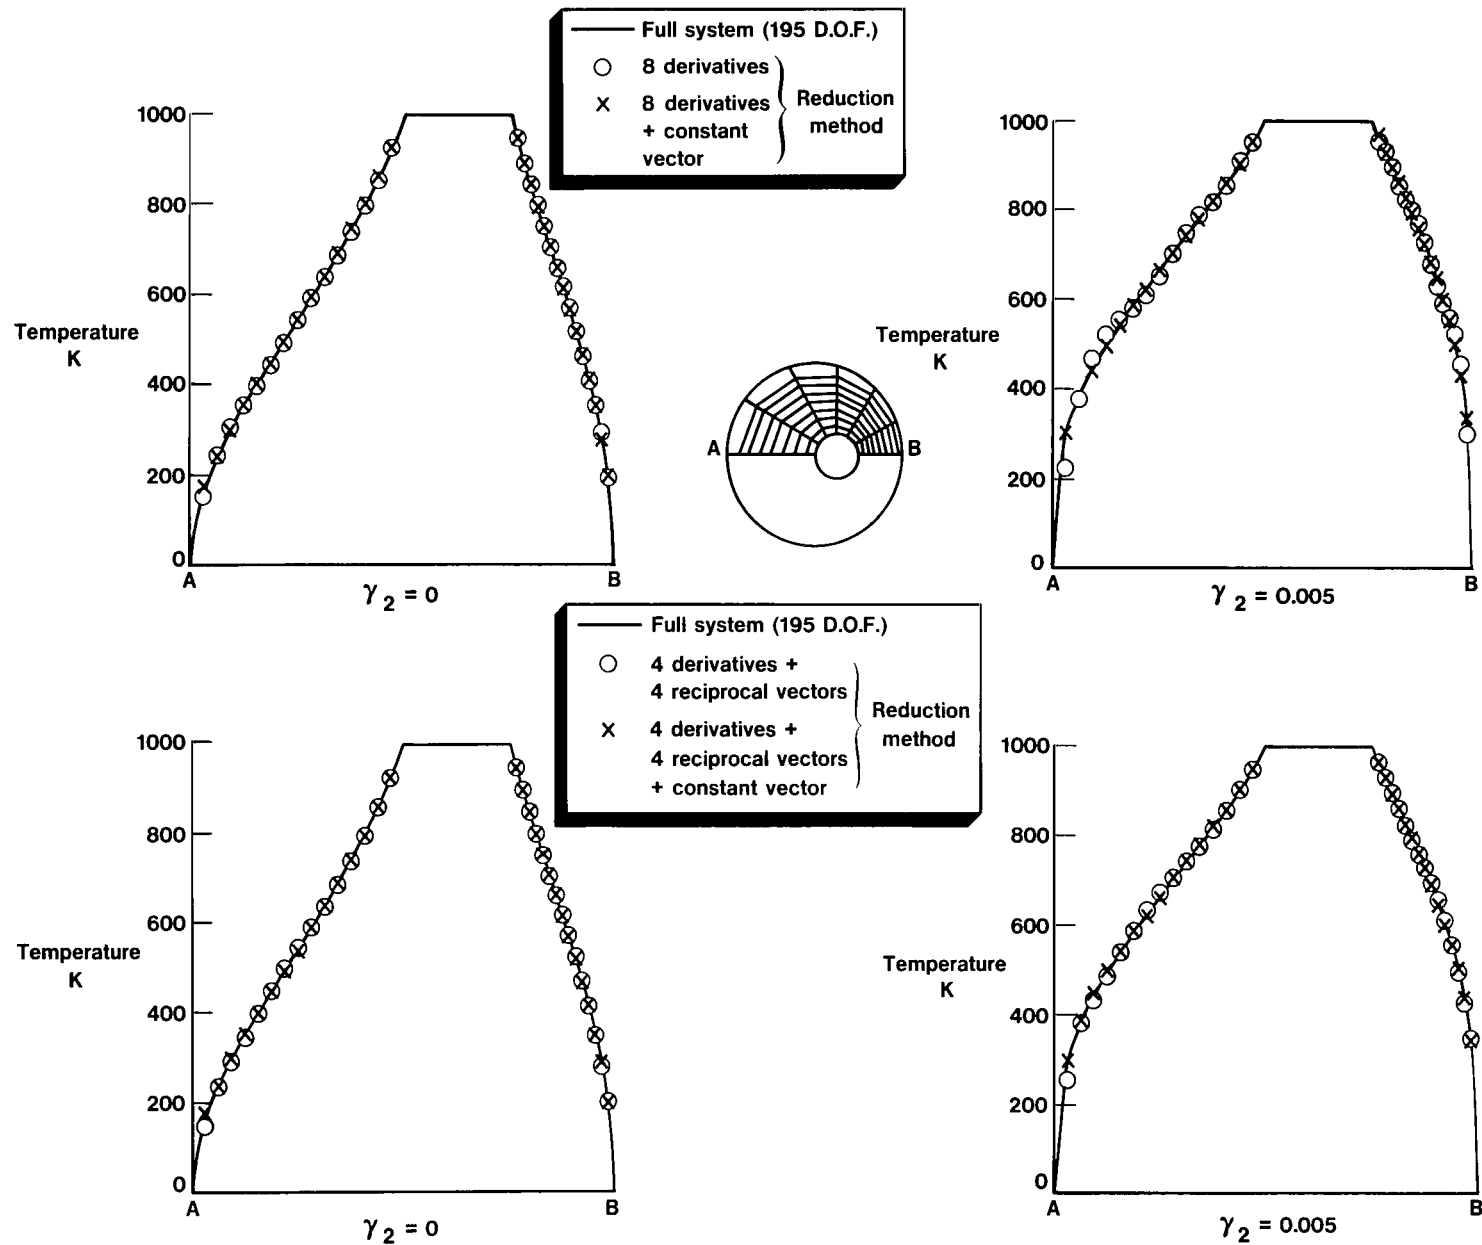 Full system (195 D.O.F.)
8 derivatives
8 derivatives
+ constant
vector
Reduction
method
1000
800
600
400
200
0
Temperature
K
A
B
γ2 = 0
A
B
1000
800
600
400
200
0
Temperature
K
A
B
γ2 = 0.005
Full system (195 D.O.F.)
4 derivatives +
4 reciprocal vectors
4 derivatives +
4 reciprocal vectors
+ constant vector
Reduction
method
1000
800
600
400
200
0
Temperature
K
A
B
γ2 = 0
1000
800
600
400
200
0
Temperature
K
A
B
γ2 = 0.005